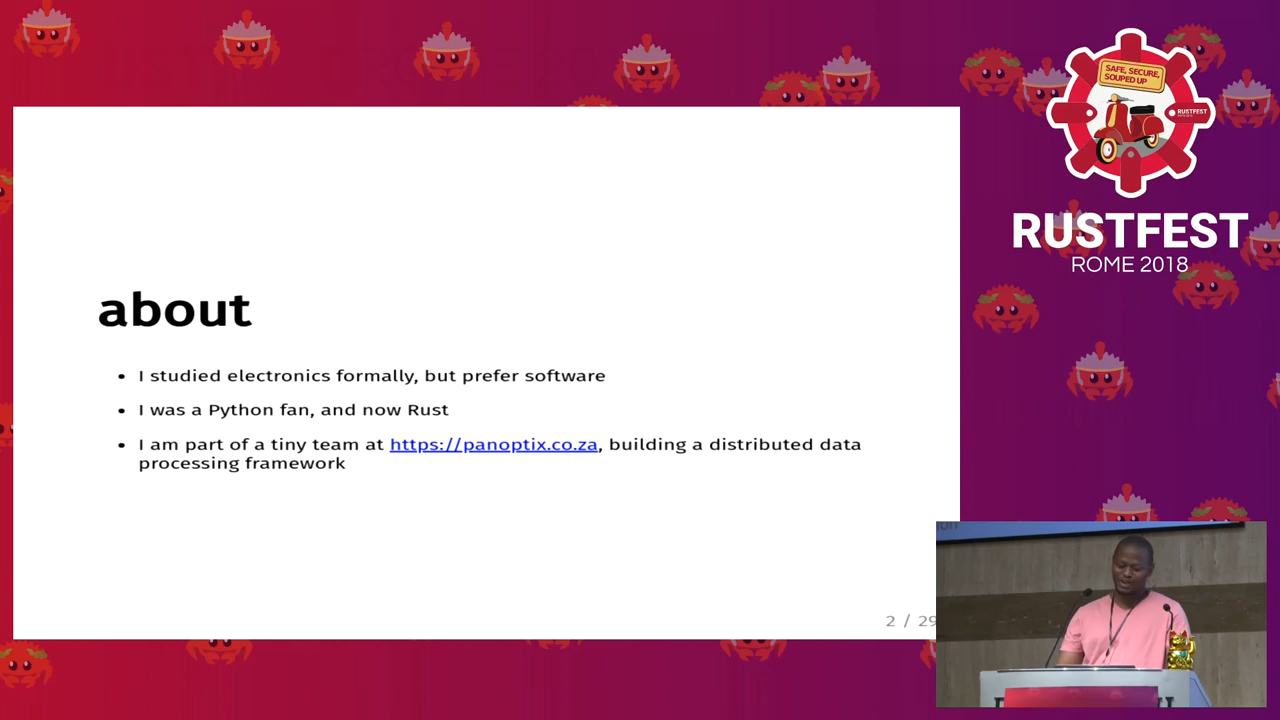 SAFE, SECURE,
SOUPED UP
RUSTFEST
RUSTFEST
ROME 2018
about
• I studied electronics formally, but prefer software
• I was a Python fan, and now Rust
• I am part of a tiny team at https://panoptix.co.za, building a distributed data
processing framework
2 / 29